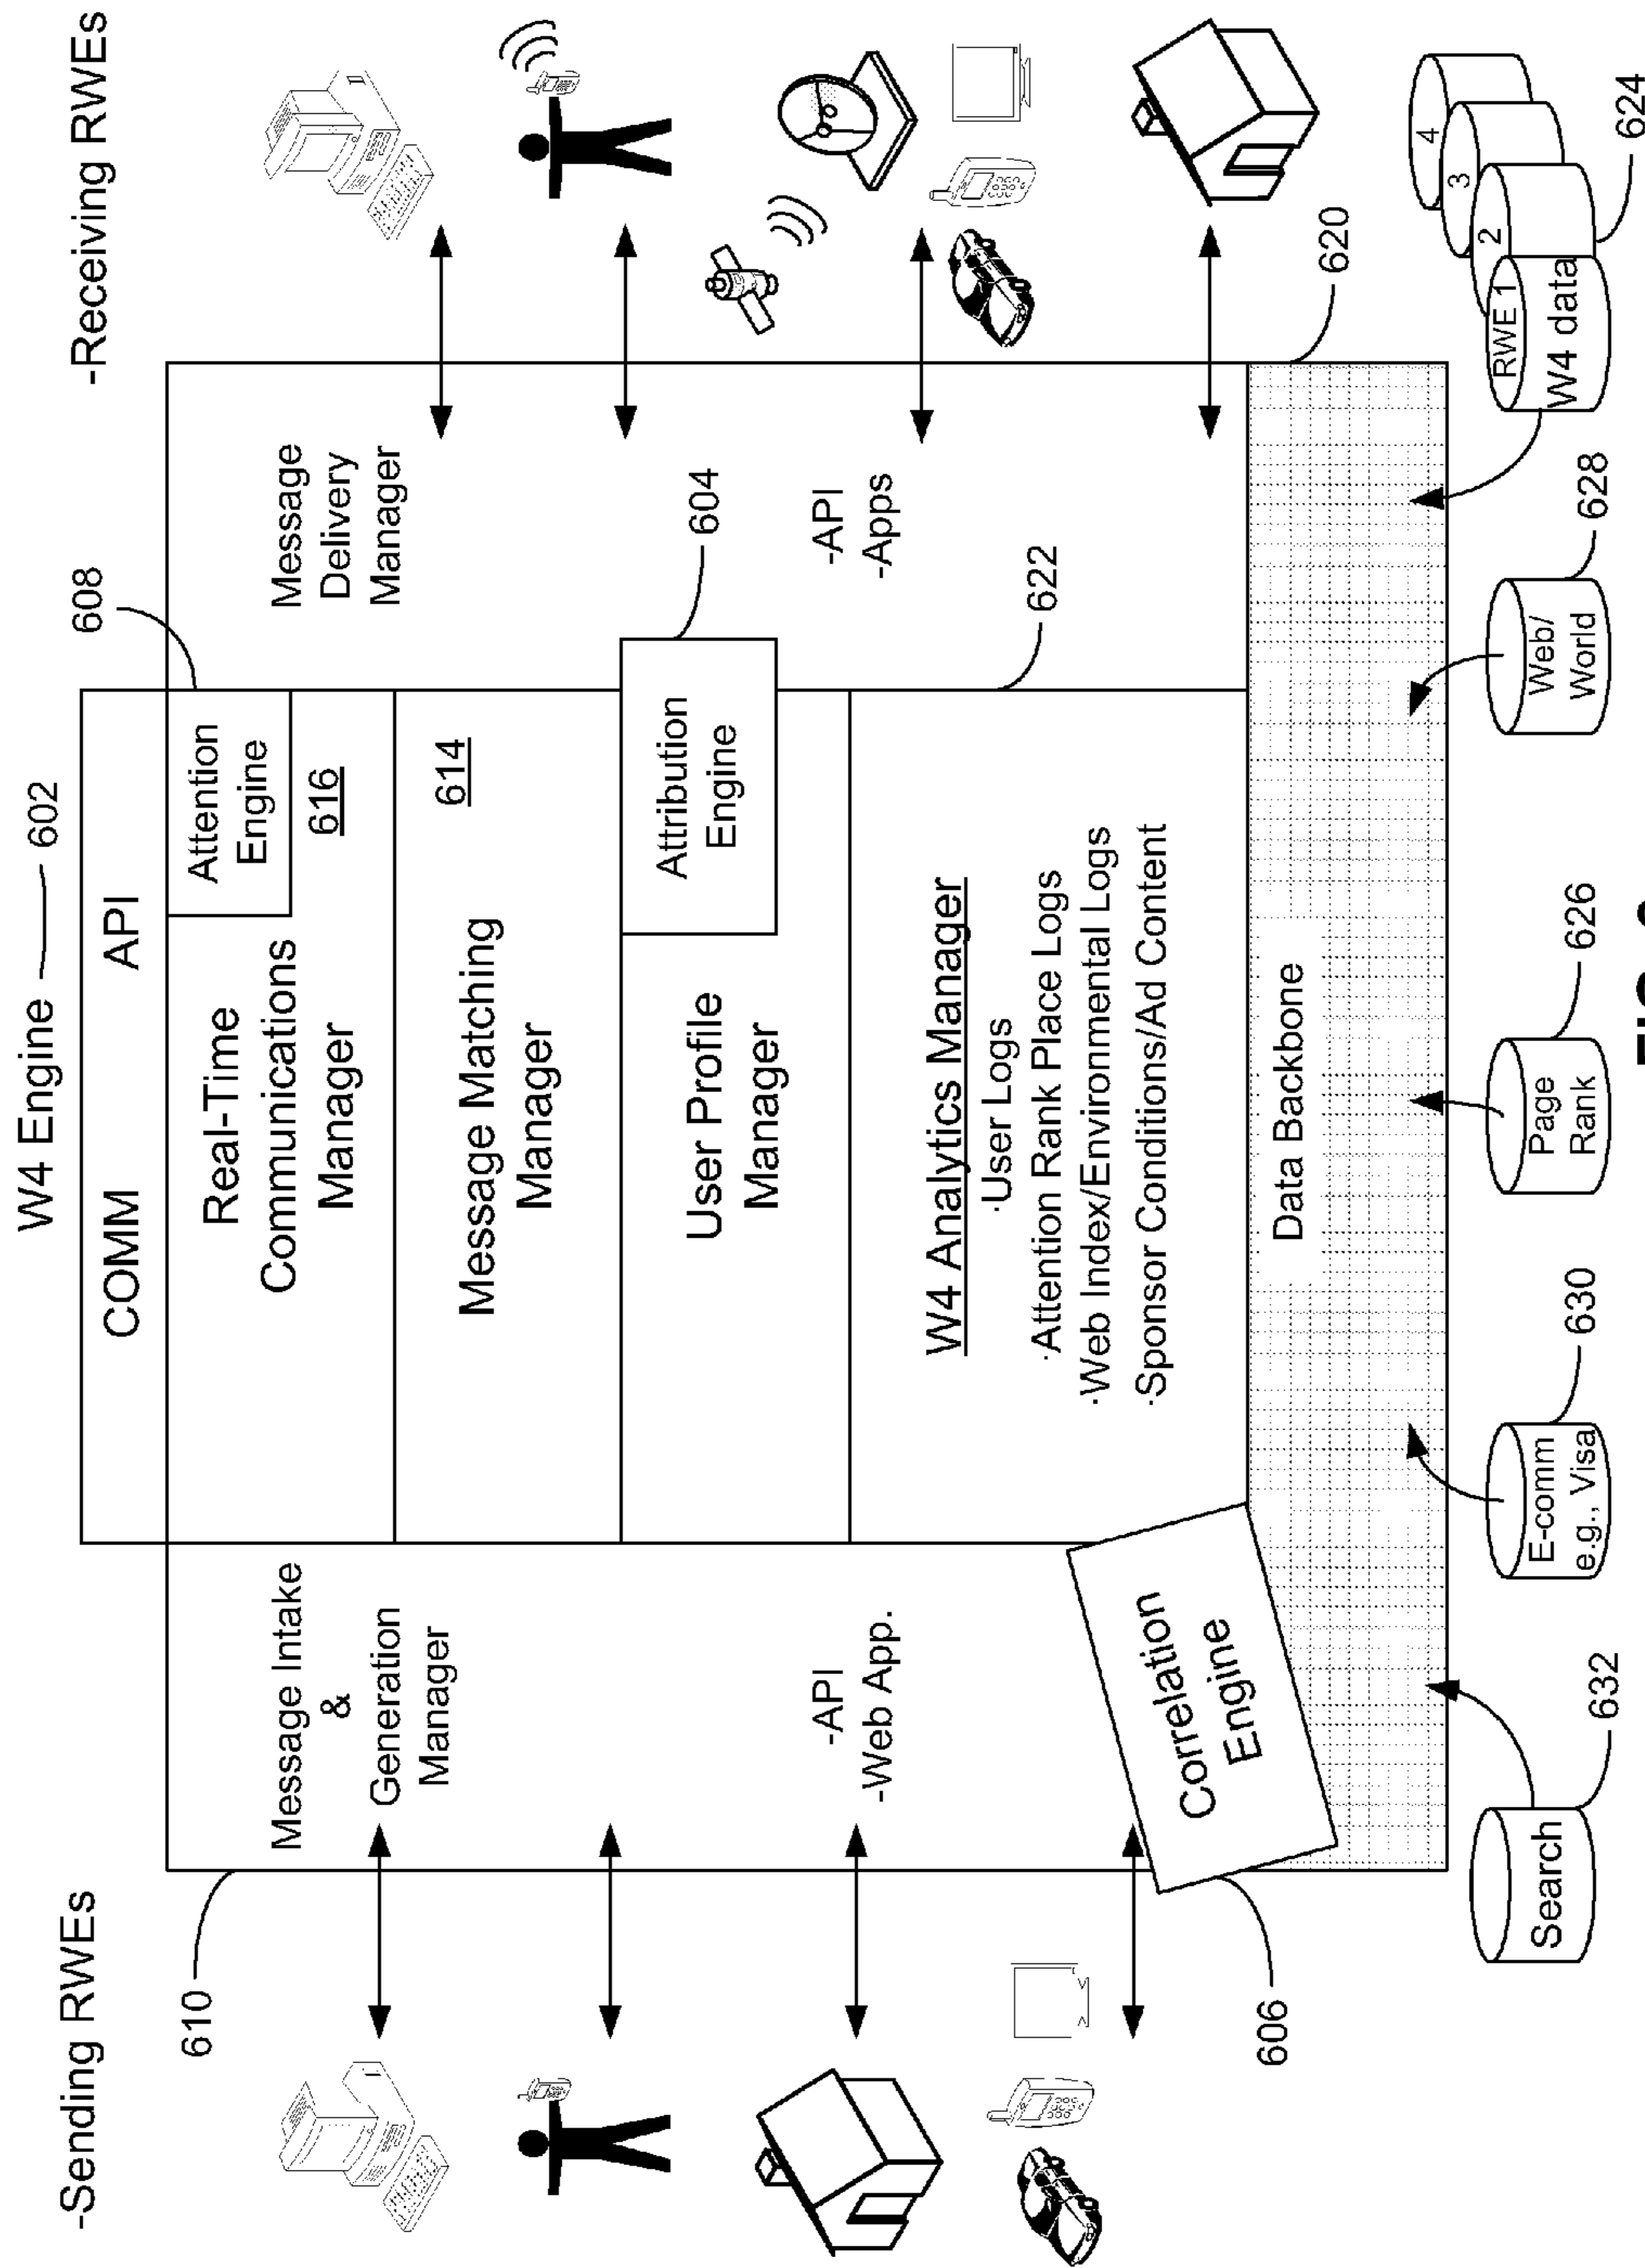 W4 Engine
602
-Sending RWEs
-Receiving RWEs
COMM
API
608
610
Message Intake
&
Generation
Manager
-API
-Web App.
Real-Time
Communications
Manager
Attention
Engine
616
Message Matching
Manager
614
User Profile
Manager
Attribution
Engine
604
W4 Analytics Manager
·User Logs
·Attention Rank Place Logs
·Web Index/Environmental Logs
·Sponsor Conditions/Ad Content
622
Message
Delivery
Manager
-API
-Apps
Correlation
Engine
606
Data Backbone
620
Search
632
E-comm
e.g., Visa
630
Page
Rank
626
Web/
World
628
RWE 1
W4 data
2
3
4
624